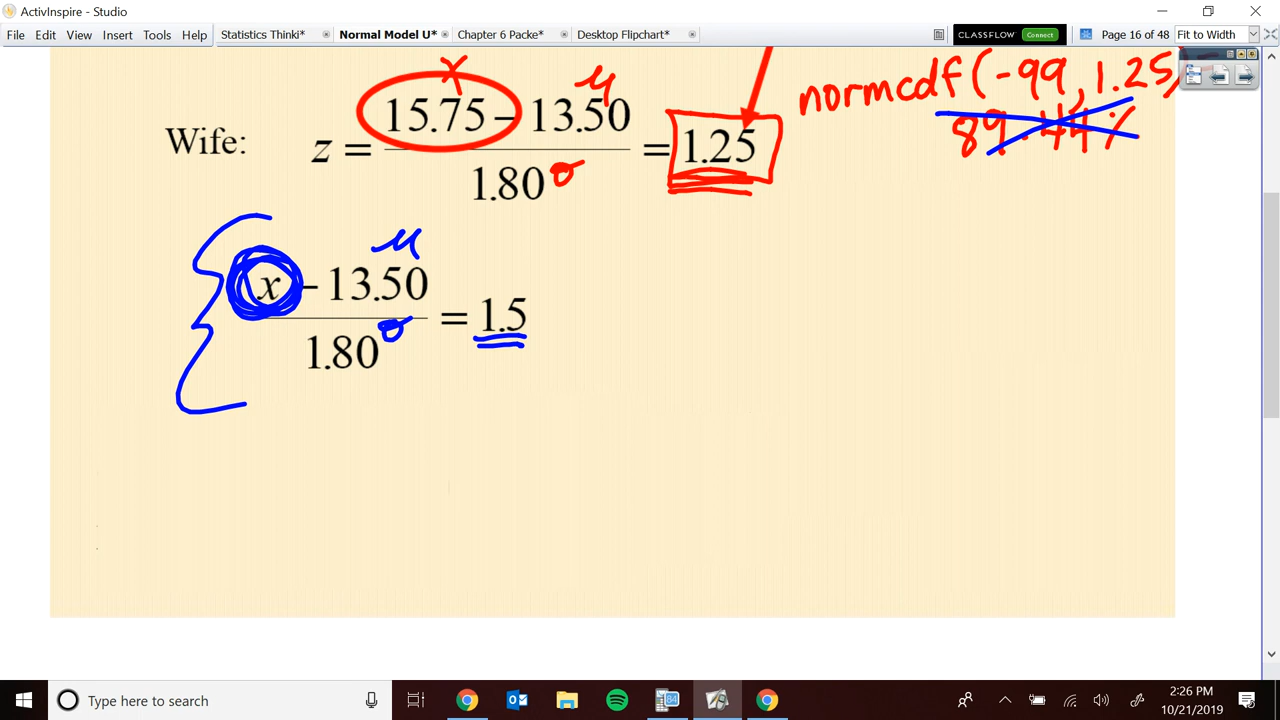 ActivInspire - Studio
File Edit View Insert Tools Statistics Thinki* Normal Model U* Chapter 6 Packe* Desktop Flipchart* CLASSFLOW Connect Page 16 of 48 Fit to Width
x μ normcdf(-99,1.25)
Wife: z = 15.75 – 13.50 / 1.80 σ = 1.25
89.44%
μ
x – 13.50 / 1.80 σ = 1.5
Type here to search
2:26 PM
10/21/2019